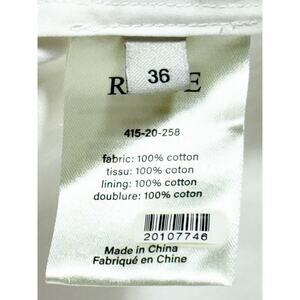 36
415-20-258
fabric: 100% cotton
tissu: 100% coton
lining: 100% cotton
doublure: 100% coton
20107746
Made in China
Fabriqué en Chine